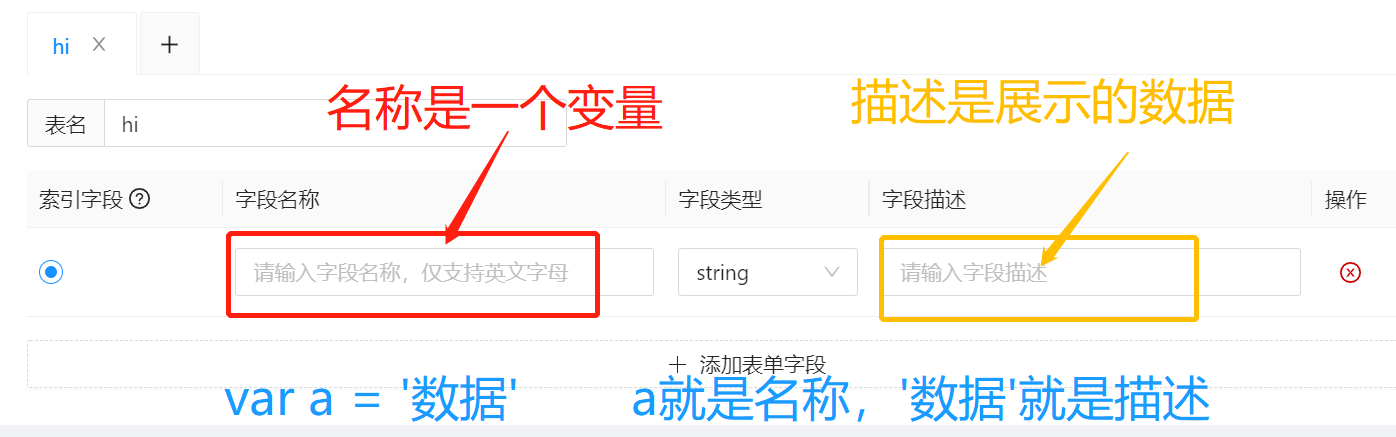 hi
名称是一个变量
描述是展示的数据
表名 hi
索引字段 字段名称 字段类型 字段描述 操作
请输入字段名称，仅支持英文字母 string 请输入字段描述
添加表单字段
var a = '数据' a就是名称，'数据'就是描述